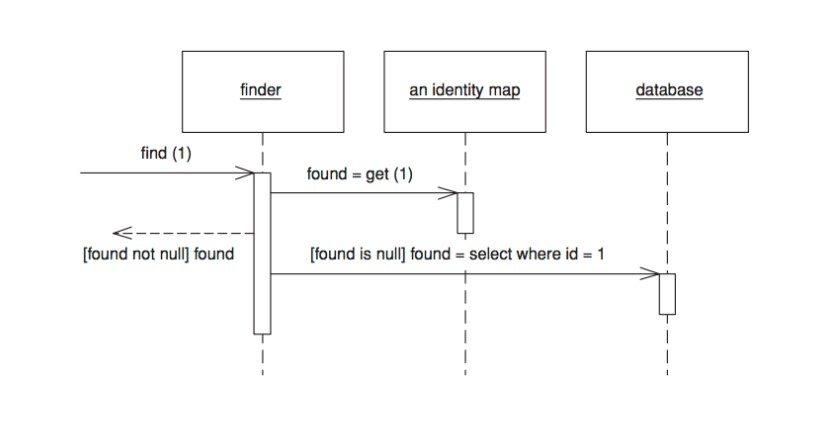 finder
an identity map
database
find (1)
found = get (1)
[found not null] found
[found is null] found = select where id = 1